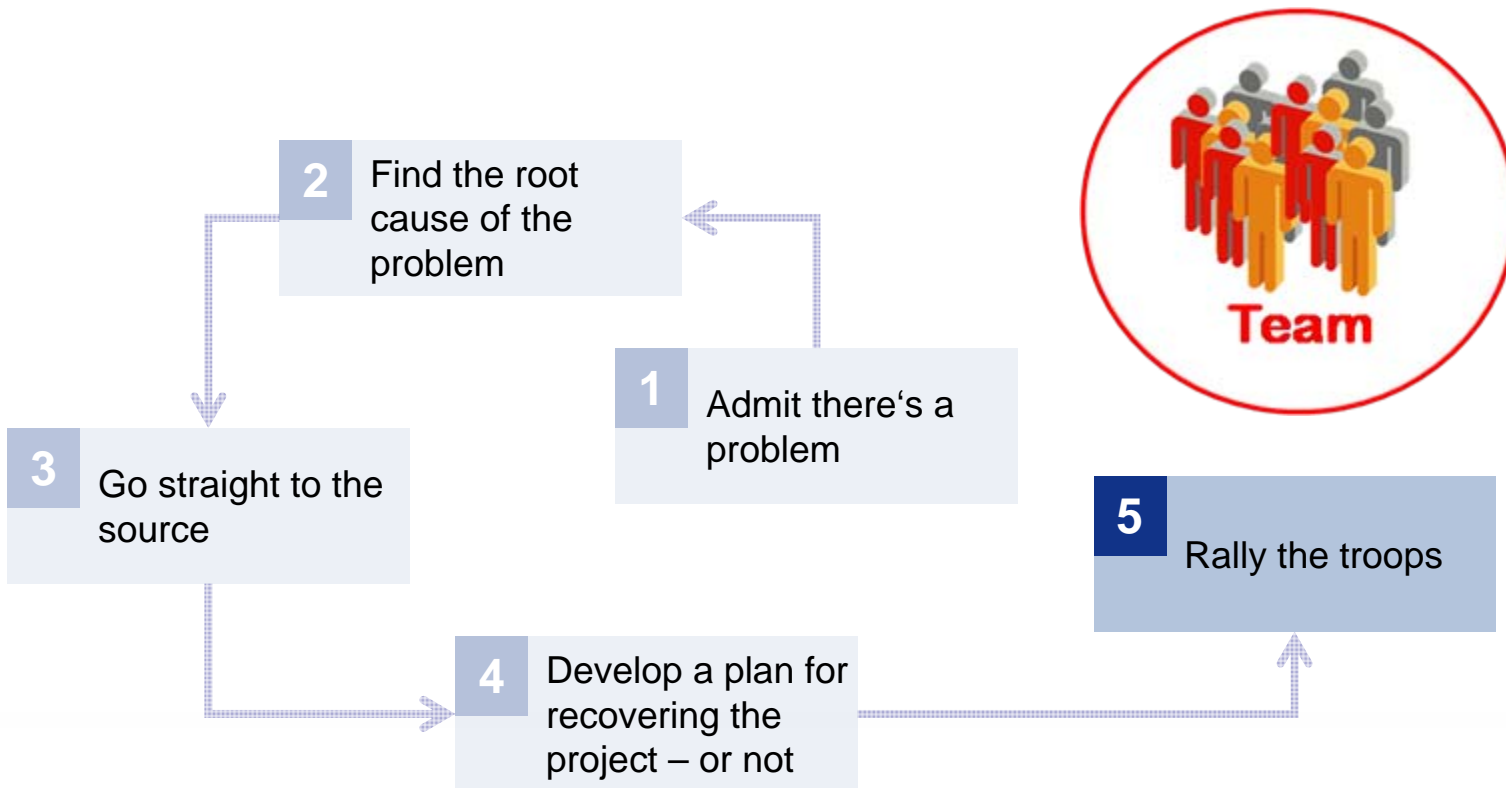 1
Admit there‘s a
problem
2
Find the root
cause of the
problem
3
Go straight to the
source
4
Develop a plan for
recovering the
project – or not
5
Rally the troops
Team